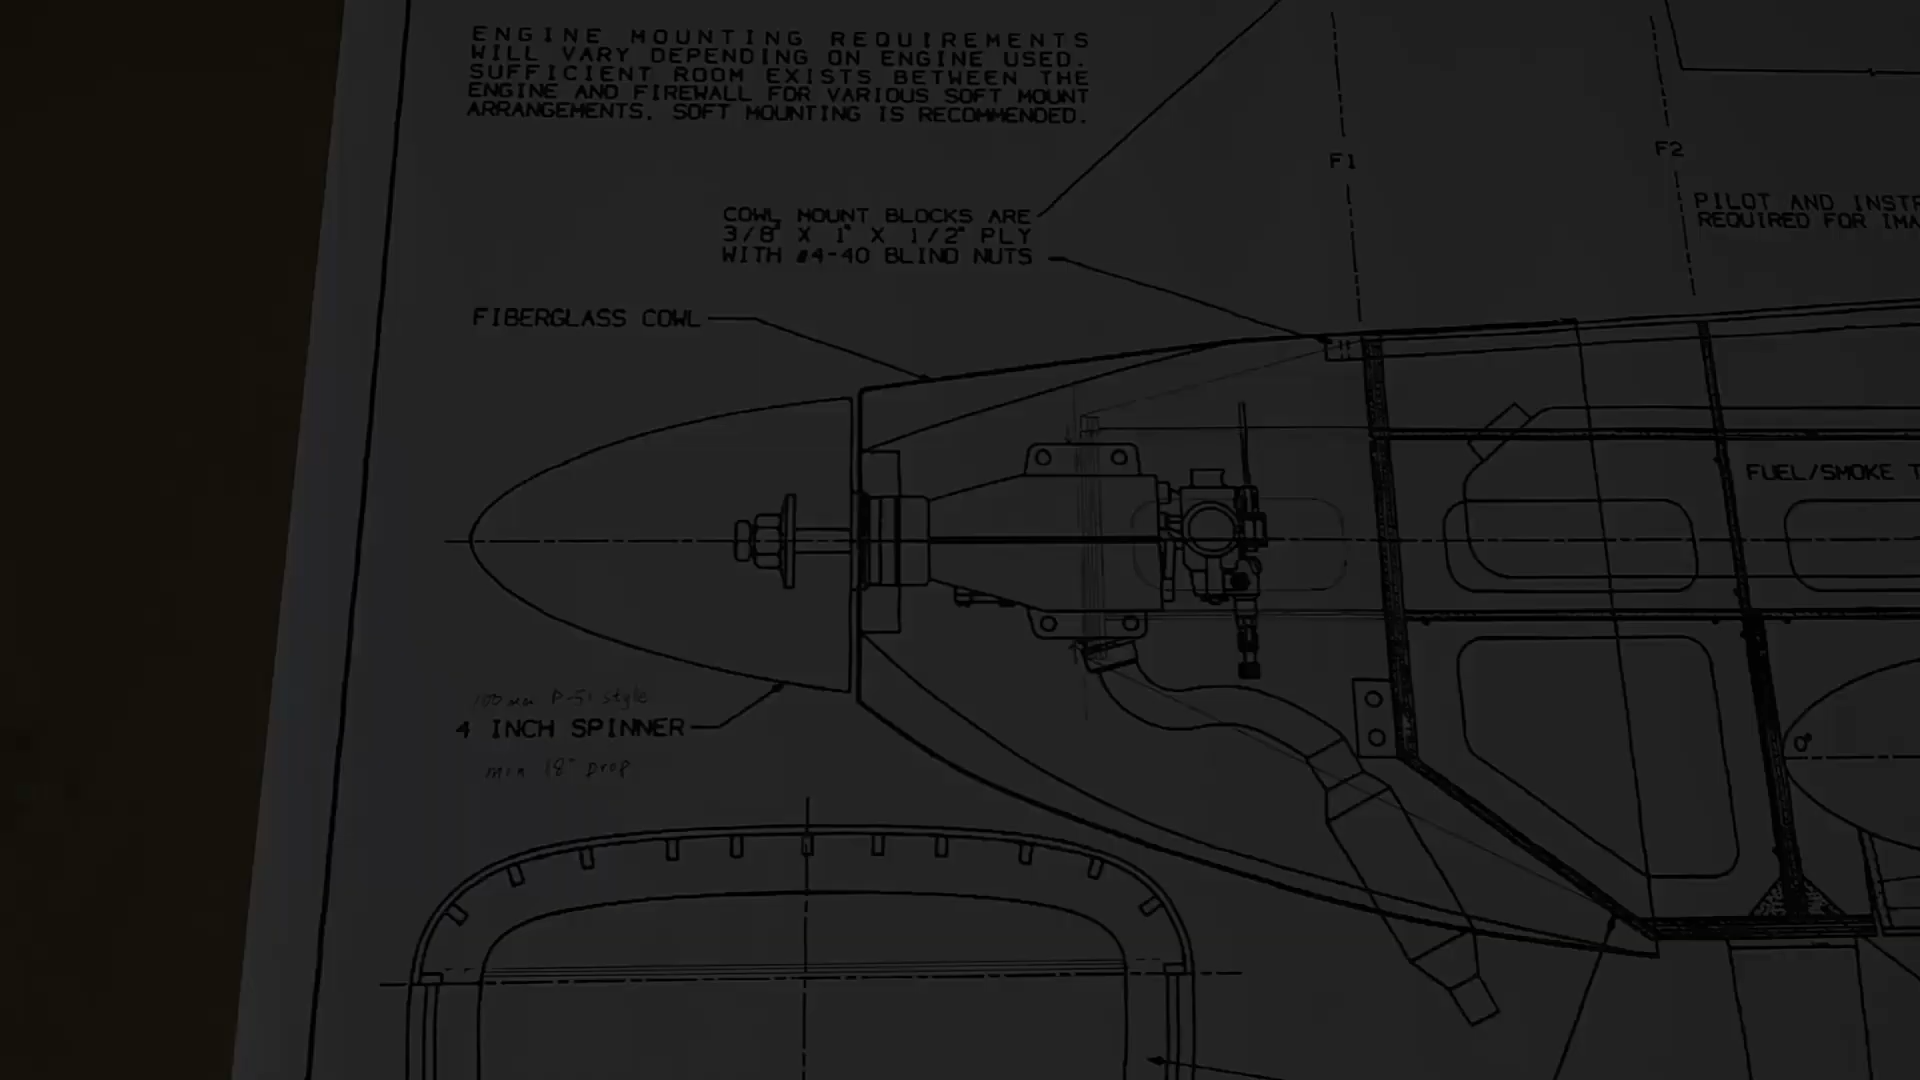 ENGINE MOUNTING REQUIREMENTS
WILL VARY DEPENDING ON ENGINE USED.
SUFFICIENT ROOM EXISTS BETWEEN THE
ENGINE AND FIREWALL FOR VARIOUS SOFT MOUNT
ARRANGEMENTS. SOFT MOUNTING IS RECOMMENDED.
F1
F2
PILOT AND INSTR
REQUIRED FOR IMA
COWL MOUNT BLOCKS ARE
3/8" X 1" X 1/2" PLY
WITH #4-40 BLIND NUTS
FIBERGLASS COWL
FUEL/SMOKE T
100mm P-51 style
4 INCH SPINNER
min 18" prop
0°